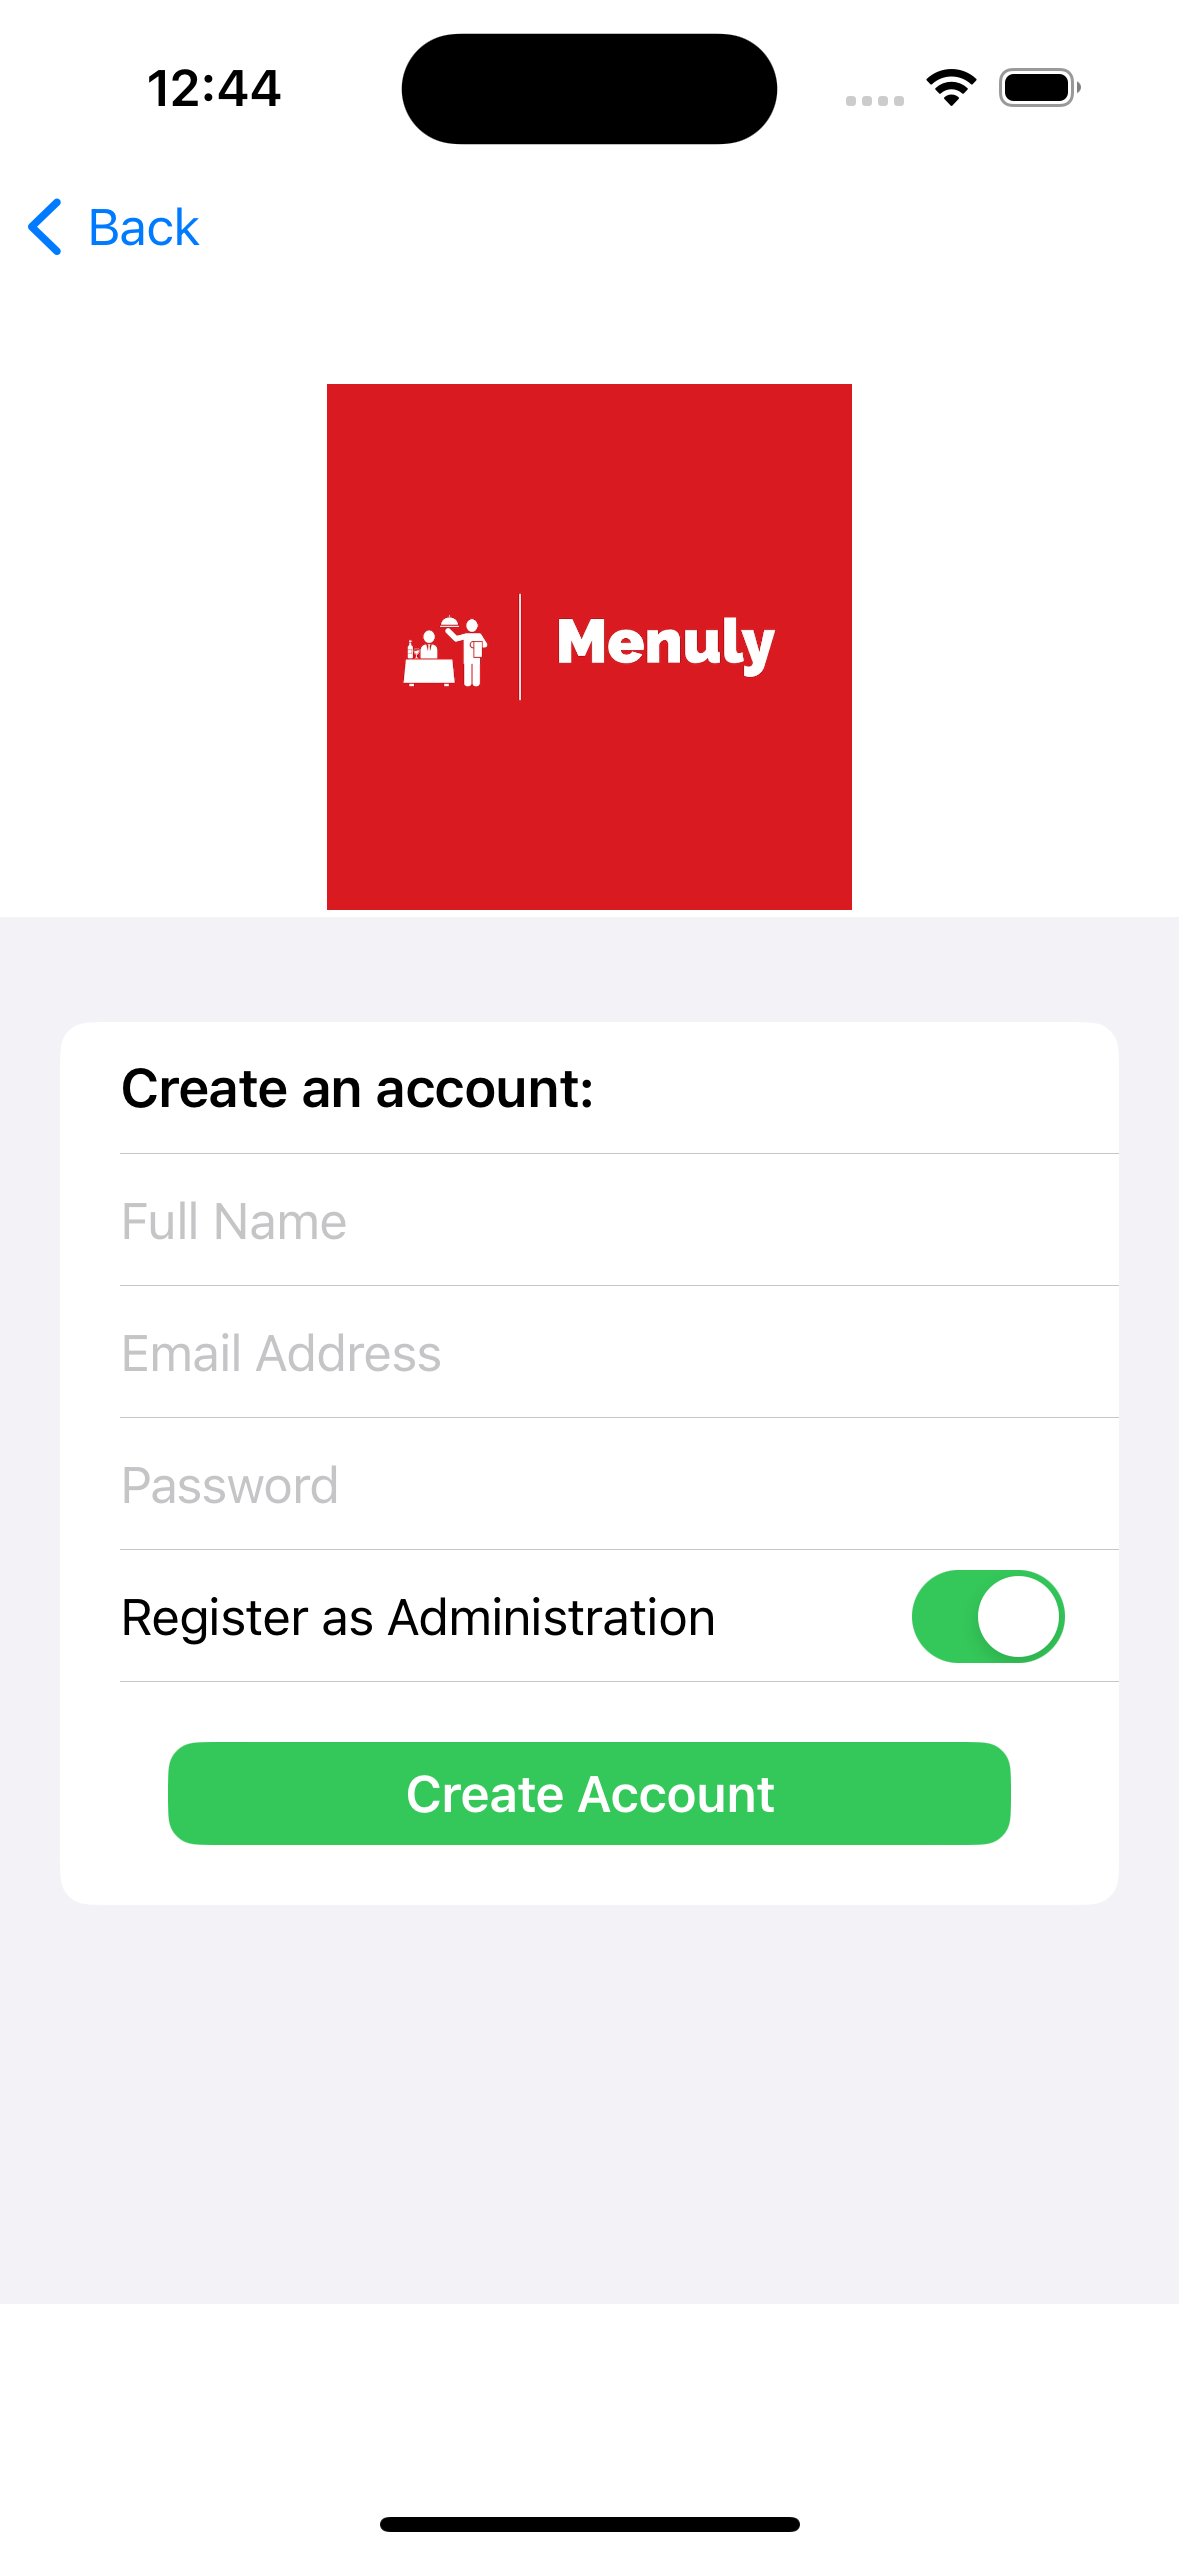 12:44
Back
Menuly
Create an account:
Full Name
Email Address
Password
Register as Administration
Create Account